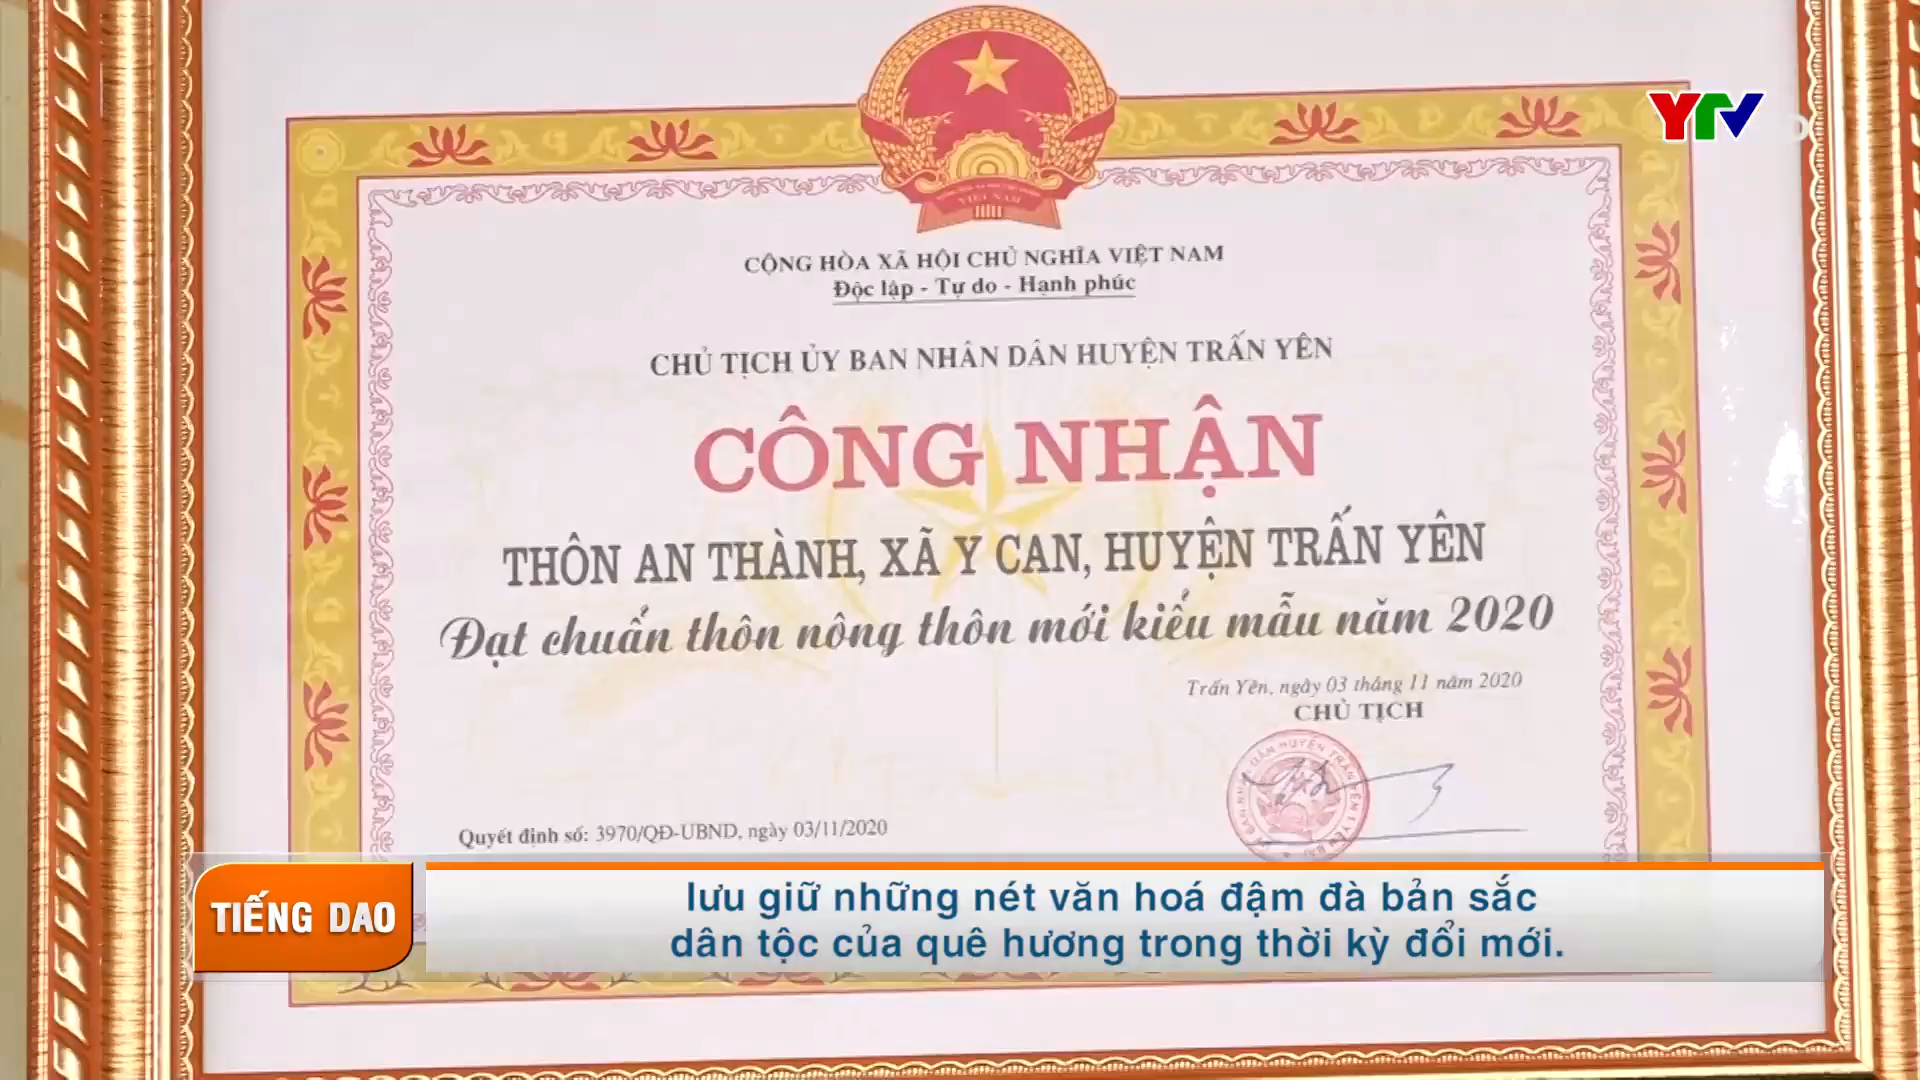 VIỆT NAM
YTV
CỘNG HÒA XÃ HỘI CHỦ NGHĨA VIỆT NAM
Độc lập - Tự do - Hạnh phúc
CHỦ TỊCH ỦY BAN NHÂN DÂN HUYỆN TRẤN YÊN
CÔNG NHẬN
THÔN AN THÀNH, XÃ Y CAN, HUYỆN TRẤN YÊN
Đạt chuẩn thôn nông thôn mới kiểu mẫu năm 2020
Trấn Yên, ngày 03 tháng 11 năm 2020
CHỦ TỊCH
Quyết định số: 3970/QĐ-UBND, ngày 03/11/2020
TIẾNG DAO
lưu giữ những nét văn hoá đậm đà bản sắc
dân tộc của quê hương trong thời kỳ đổi mới.